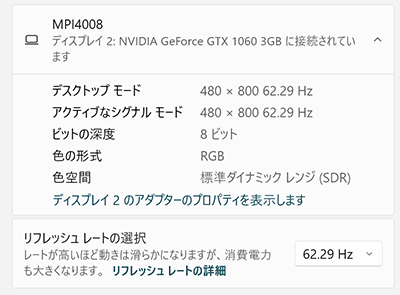 MPI4008
ディスプレイ 2: NVIDIA GeForce GTX 1060 3GB に接続されています
デスクトップ モード 480 × 800 62.29 Hz
アクティブなシグナル モード 480 × 800 62.29 Hz
ビットの深度 8 ビット
色の形式 RGB
色空間 標準ダイナミック レンジ (SDR)
ディスプレイ 2 のアダプターのプロパティを表示します
リフレッシュ レートの選択
レートが高いほど動きは滑らかになりますが、消費電力
も大きくなります。 リフレッシュ レートの詳細
62.29 Hz